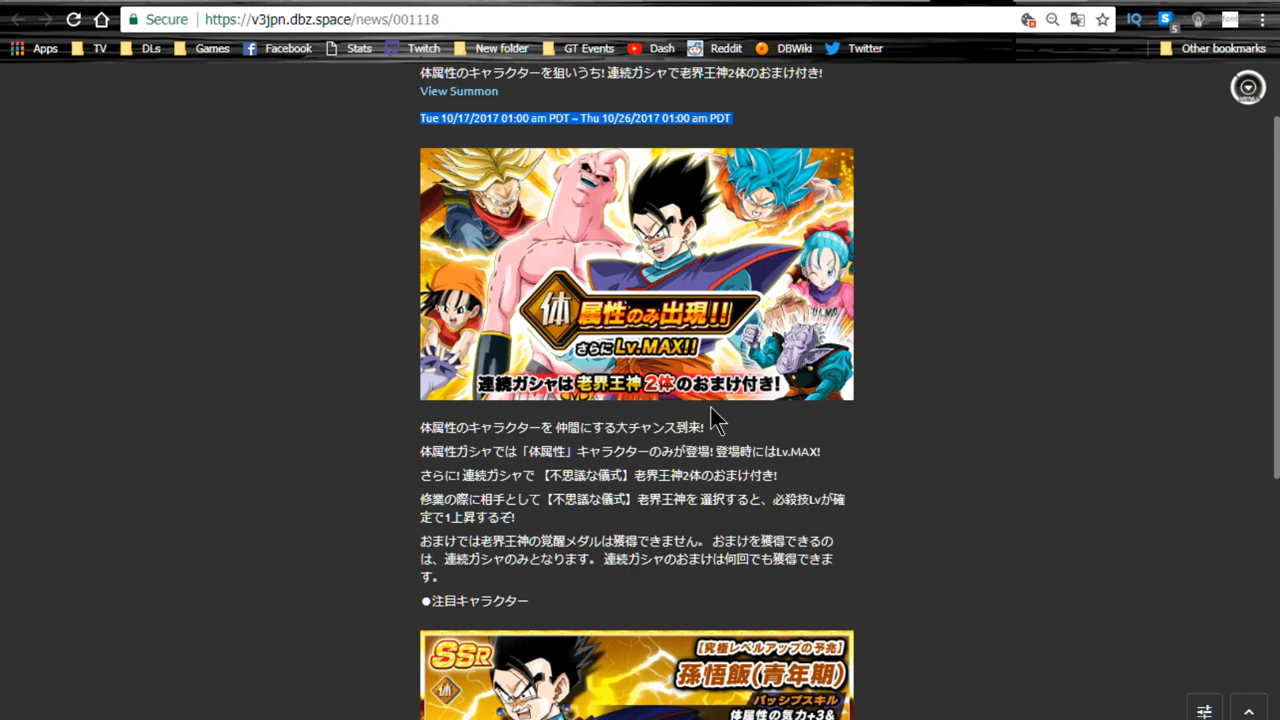 Secure https://v3jpn.dbz.space/news/001118
Apps TV DLs Games Facebook Stats Twitch New folder GT Events Dash Reddit DBWiki Twitter Other bookmarks
体属性のキャラクターを狙いうち! 連続ガシャで老界王神2体のおまけ付き!
View Summon
Tue 10/17/2017 01:00 am PDT ~ Thu 10/26/2017 01:00 am PDT
体属性のみ出現!!
さらにLv.MAX!!
連続ガシャは老界王神2体のおまけ付き!
体属性のキャラクターを 仲間にする大チャンス到来!
体属性ガシャでは「体属性」キャラクターのみが登場! 登場時にはLv.MAX!
さらに! 連続ガシャで 【不思議な儀式】老界王神2体のおまけ付き!
修業の際に相手として【不思議な儀式】老界王神を 選択すると、必殺技Lvが確
定で1上昇するぞ!
おまけでは老界王神の覚醒メダルは獲得できません。 おまけを獲得できるの
は、連続ガシャのみとなります。 連続ガシャのおまけは何回でも獲得できま
す。
●注目キャラクター
SSR
[究極レベルアップの予兆]
体
孫悟飯(青年期)
パッシブスキル
体属性の気力+3&